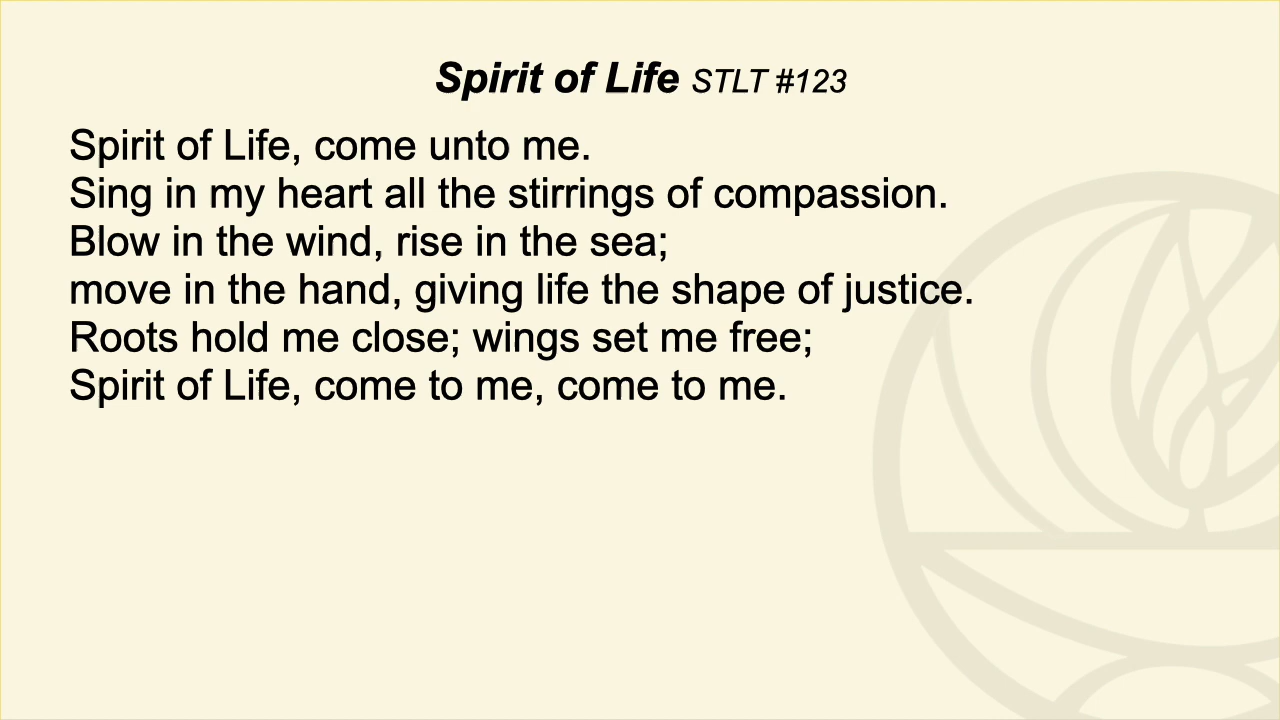 Spirit of Life STLT #123
Spirit of Life, come unto me.
Sing in my heart all the stirrings of compassion.
Blow in the wind, rise in the sea;
move in the hand, giving life the shape of justice.
Roots hold me close; wings set me free;
Spirit of Life, come to me, come to me.